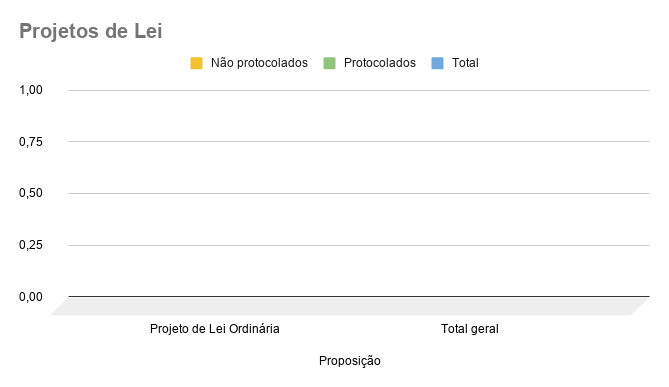 Projetos de Lei
Não protocolados Protocolados Total
1,00
0,75
0,50
0,25
0,00
Projeto de Lei Ordinária Total geral
Proposição